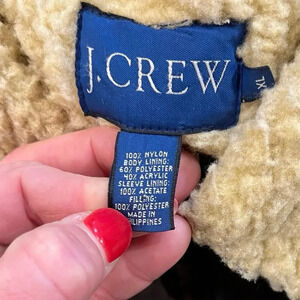 J.CREW
XL
100% NYLON
BODY LINING:
60% POLYESTER
40% ACRYLIC
SLEEVE LINING:
100% ACETATE
FILLING:
100% POLYESTER
MADE IN
PHILIPPINES